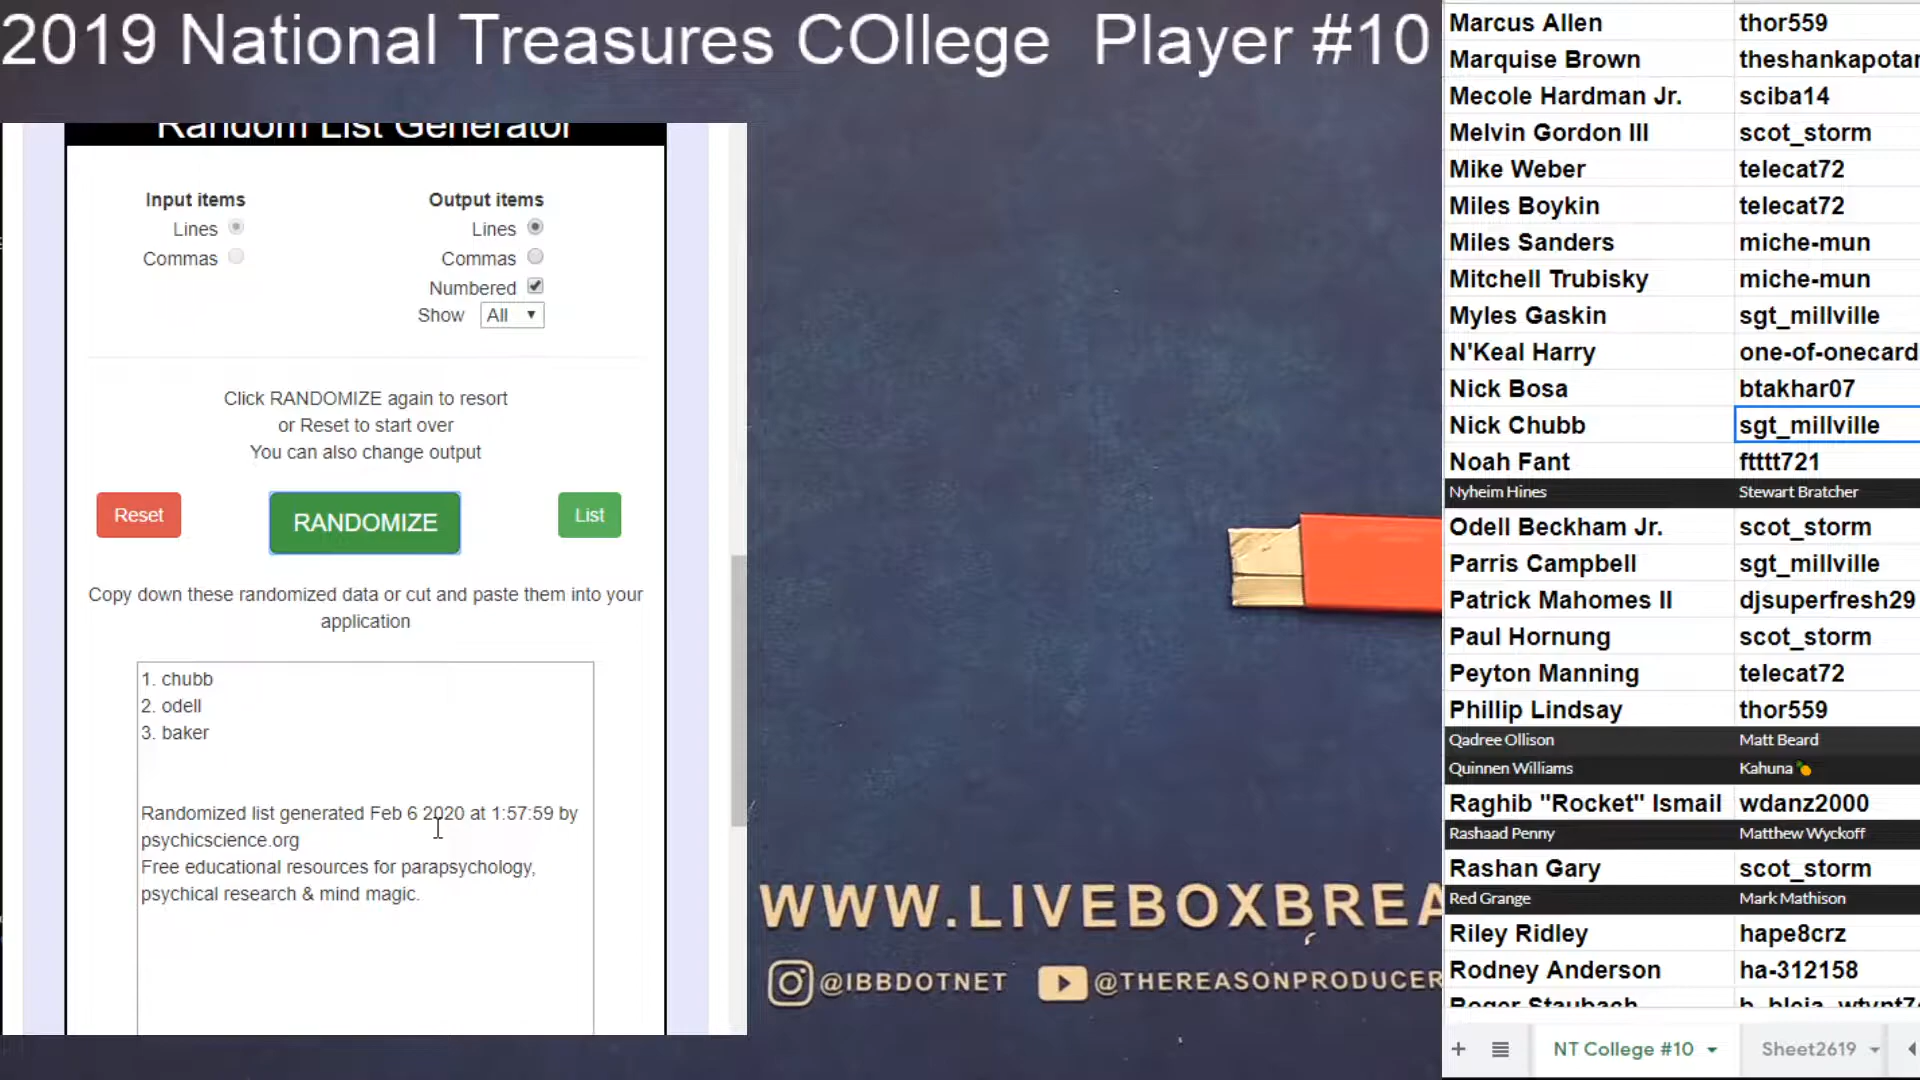 2019 National Treasures COllege Player #10
Random List Generator
Input items
Output items
Lines
Lines
Commas
Commas
Numbered
Show All
Click RANDOMIZE again to resort
or Reset to start over
You can also change output
Reset
RANDOMIZE
List
Copy down these randomized data or cut and paste them into your
application
1. chubb
2. odell
3. baker
Randomized list generated Feb 6 2020 at 1:57:59 by
psychicscience.org
Free educational resources for parapsychology,
psychical research & mind magic.
WWW.LIVEBOXBREA
@IBBDOTNET
@THEREASONPRODUCER
Marcus Allen thor559
Marquise Brown theshankapotar
Mecole Hardman Jr. sciba14
Melvin Gordon III scot_storm
Mike Weber telecat72
Miles Boykin telecat72
Miles Sanders miche-mun
Mitchell Trubisky miche-mun
Myles Gaskin sgt_millville
N'Keal Harry one-of-onecard
Nick Bosa btakhar07
Nick Chubb sgt_millville
Noah Fant fttttt721
Nyheim Hines Stewart Bratcher
Odell Beckham Jr. scot_storm
Parris Campbell sgt_millville
Patrick Mahomes II djsuperfresh29
Paul Hornung scot_storm
Peyton Manning telecat72
Phillip Lindsay thor559
Qadree Ollison Matt Beard
Quinnen Williams Kahuna
Raghib "Rocket" Ismail wdanz2000
Rashaad Penny Matthew Wyckoff
Rashan Gary scot_storm
Red Grange Mark Mathison
Riley Ridley hape8crz
Rodney Anderson ha-312158
Roger Staubach
NT College #10
Sheet2619